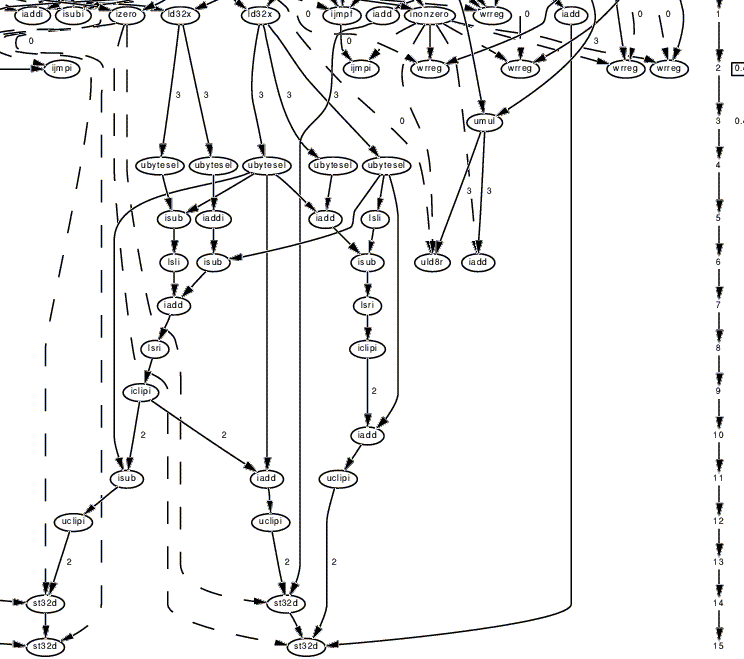 iaddi isubi izero ld32x ld32x 0 ijmpf iadd inonzero wrreg 0 iadd 1
0 0 0 3
ijmpi ijmpi wrreg wrreg wrreg wrreg 2
3 3 3 3 3
0 umul 3
ubytesel ubytesel ubytesel ubytesel ubytesel 4
3 3
isub iaddi iadd lsli 5
lsli isub isub uld8r iadd 6
iadd lsri 7
lsri iclipi 8
iclipi 2 9
2 2 iadd 10
isub iadd uclipi 11
uclipi uclipi 12
2 2 2 13
st32d st32d 14
st32d st32d 15